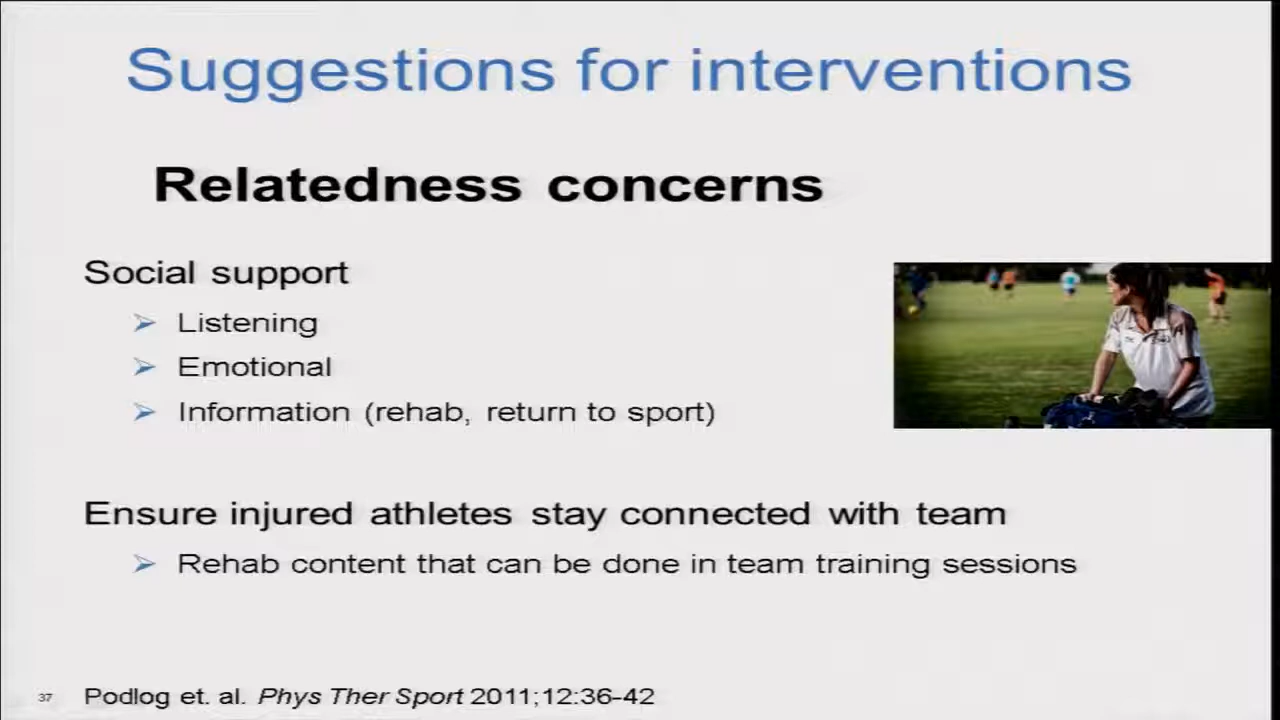 Suggestions for interventions
Relatedness concerns
Social support
Listening
Emotional
Information (rehab, return to sport)
Ensure injured athletes stay connected with team
Rehab content that can be done in team training sessions
37 Podlog et. al. Phys Ther Sport 2011;12:36-42